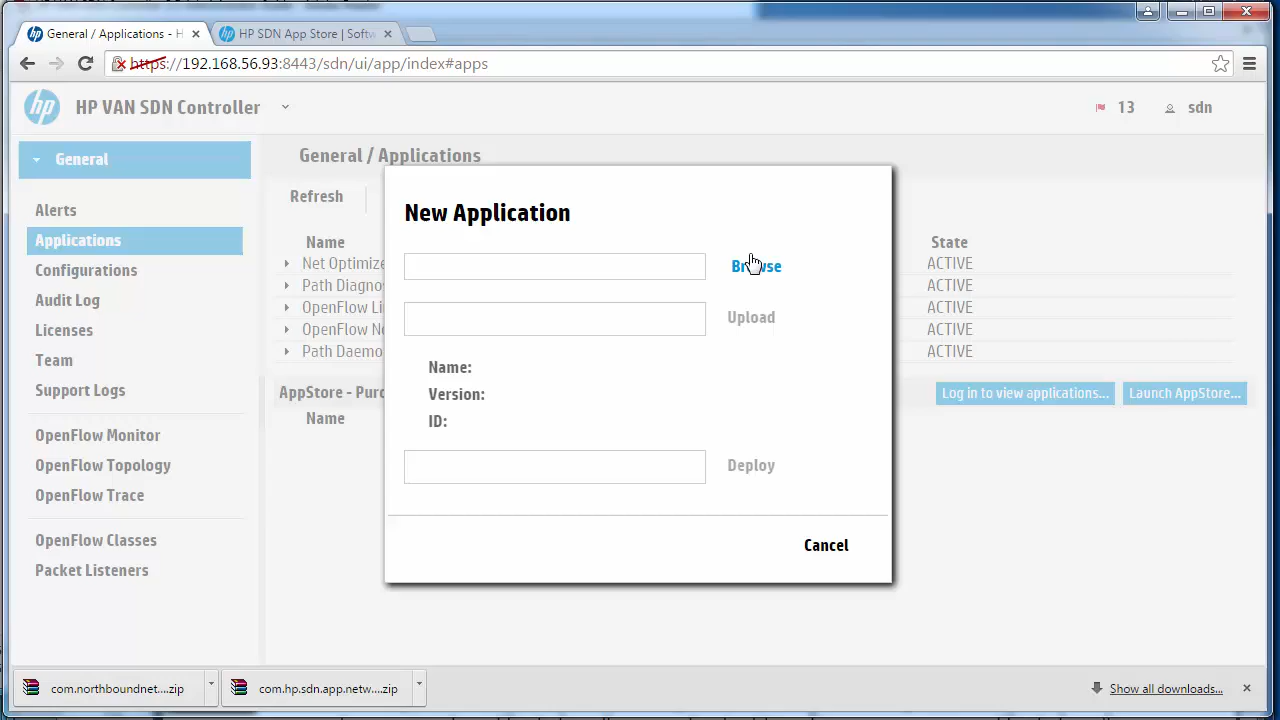 General / Applications - H
HP SDN App Store | Softw
https://192.168.56.93:8443/sdn/ui/app/index#apps
hp
HP VAN SDN Controller
13
sdn
General
General / Applications
Refresh
Alerts
Applications
Configurations
Audit Log
Licenses
Team
Support Logs
OpenFlow Monitor
OpenFlow Topology
OpenFlow Trace
OpenFlow Classes
Packet Listeners
Name
State
Net Optimize
ACTIVE
Path Diagno
ACTIVE
OpenFlow Li
ACTIVE
OpenFlow No
ACTIVE
Path Daemo
ACTIVE
AppStore - Purc
Log in to view applications...
Launch AppStore...
Name
New Application
Browse
Upload
Name:
Version:
ID:
Deploy
Cancel
com.northboundnet....zip
com.hp.sdn.app.netw....zip
Show all downloads...